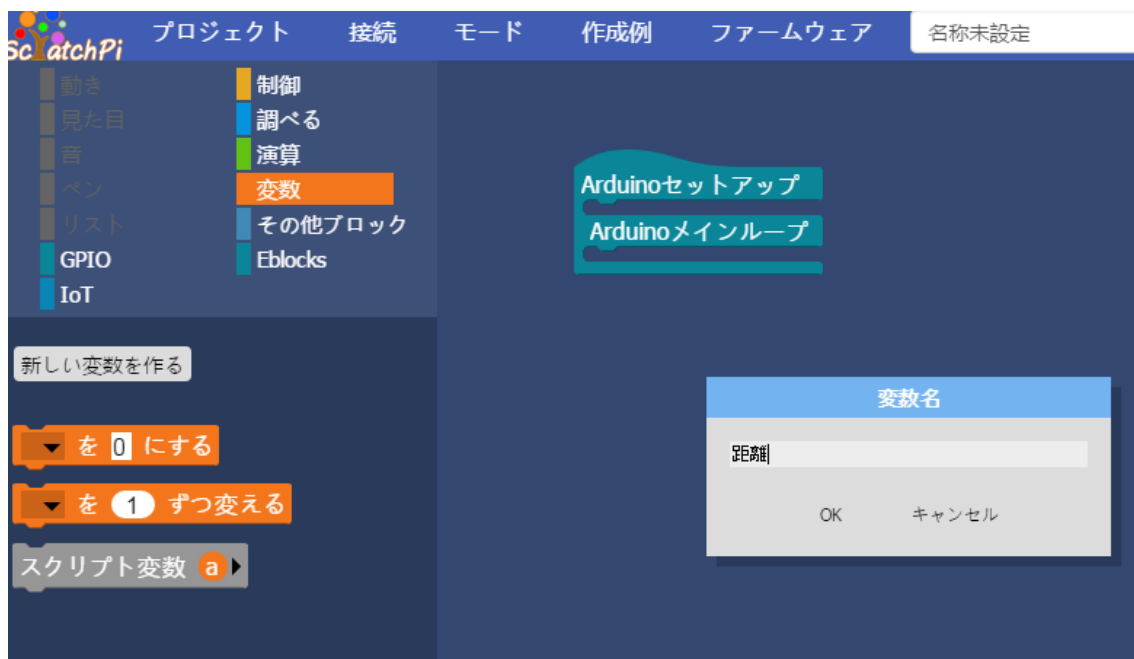 ScratchPi プロジェクト 接続 モード 作成例 ファームウェア 名称未設定
動き 制御
見た目 調べる
音 演算
ペン 変数
リスト その他ブロック
GPIO Eblocks
IoT
Arduinoセットアップ
Arduinoメインループ
新しい変数を作る
を 0 にする
を 1 ずつ変える
スクリプト変数 a
変数名
距離
OK キャンセル